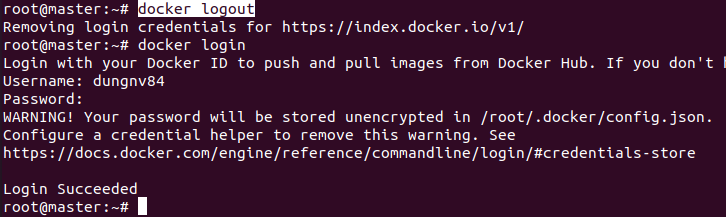 root@master:~# docker logout
Removing login credentials for https://index.docker.io/v1/
root@master:~# docker login
Login with your Docker ID to push and pull images from Docker Hub. If you don't
Username: dungnv84
Password:
WARNING! Your password will be stored unencrypted in /root/.docker/config.json.
Configure a credential helper to remove this warning. See
https://docs.docker.com/engine/reference/commandline/login/#credentials-store
Login Succeeded
root@master:~#